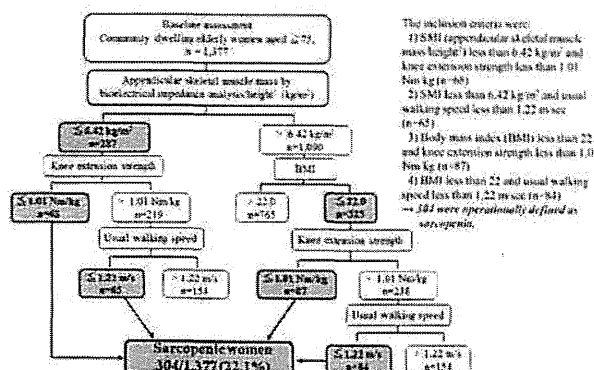 Baseline assessment
Community dwelling elderly women aged ≧75,
n = 1,377
Appendicular skeletal muscle mass by
bioelectrical impedance analysis/height² (kg/m²)
≦6.42 kg/m²
n=287
> 6.42 kg/m²
n=1,090
Knee extension strength
BMI
≦1.01 Nm/kg
n=68
> 1.01 Nm/kg
n=219
> 22.0
n=765
≦22.0
n=325
Usual walking speed
Knee extension strength
≦1.22 m/s
n=65
> 1.22 m/s
n=154
≦1.01 Nm/kg
n=87
> 1.01 Nm/kg
n=238
Usual walking speed
Sarcopenic women
304/1,377 (22.1%)
≦1.22 m/s
n=84
> 1.22 m/s
n=154
The inclusion criteria were:
1) SMI (appendicular skeletal muscle
mass height²) less than 6.42 kg/m² and
knee extension strength less than 1.01
Nm kg (n=68)
2) SMI less than 6.42 kg/m² and usual
walking speed less than 1.22 m sec
(n=65)
3) Body mass index (BMI) less than 22
and knee extension strength less than 1.0
Nm kg (n=87)
4) BMI less than 22 and usual walking
speed less than 1.22 m sec (n=84)
→ 304 were operationally defined as
sarcopenia.